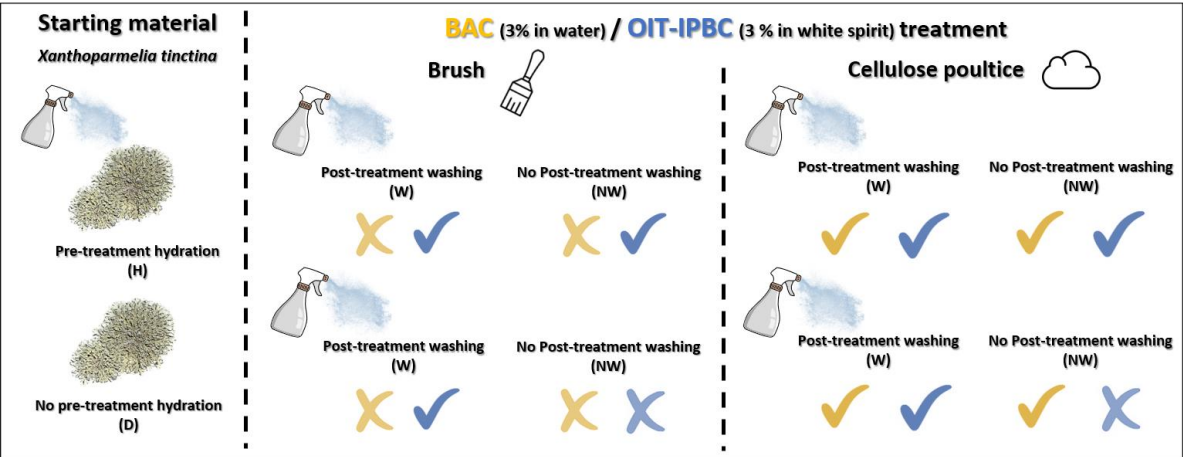 Starting material
Xanthoparmelia tinctina
Pre-treatment hydration
(H)
No pre-treatment hydration
(D)
BAC (3% in water) / OIT-IPBC (3 % in white spirit) treatment
Brush
Post-treatment washing
(W)
No Post-treatment washing
(NW)
Post-treatment washing
(W)
No Post-treatment washing
(NW)
Cellulose poultice
Post-treatment washing
(W)
No Post-treatment washing
(NW)
Post-treatment washing
(W)
No Post-treatment washing
(NW)